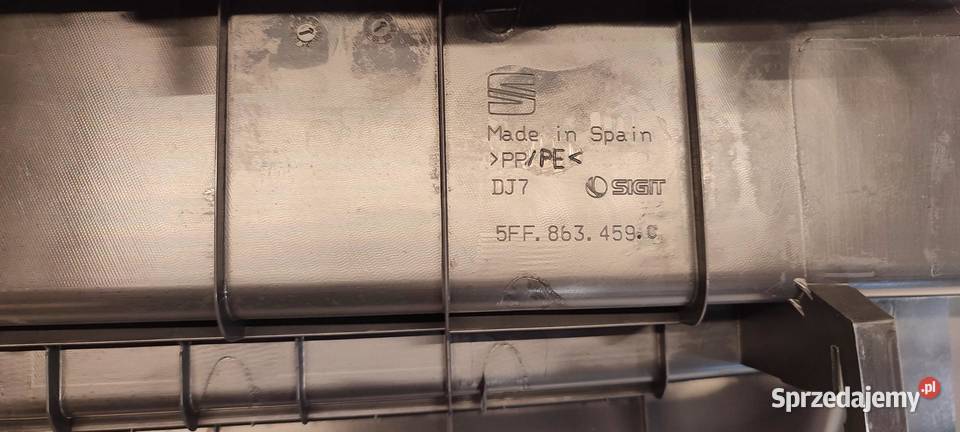 Made in Spain
>PP/PE<
DJ7 SIGIT
5FF.863.459.C
Sprzedajemy.pl